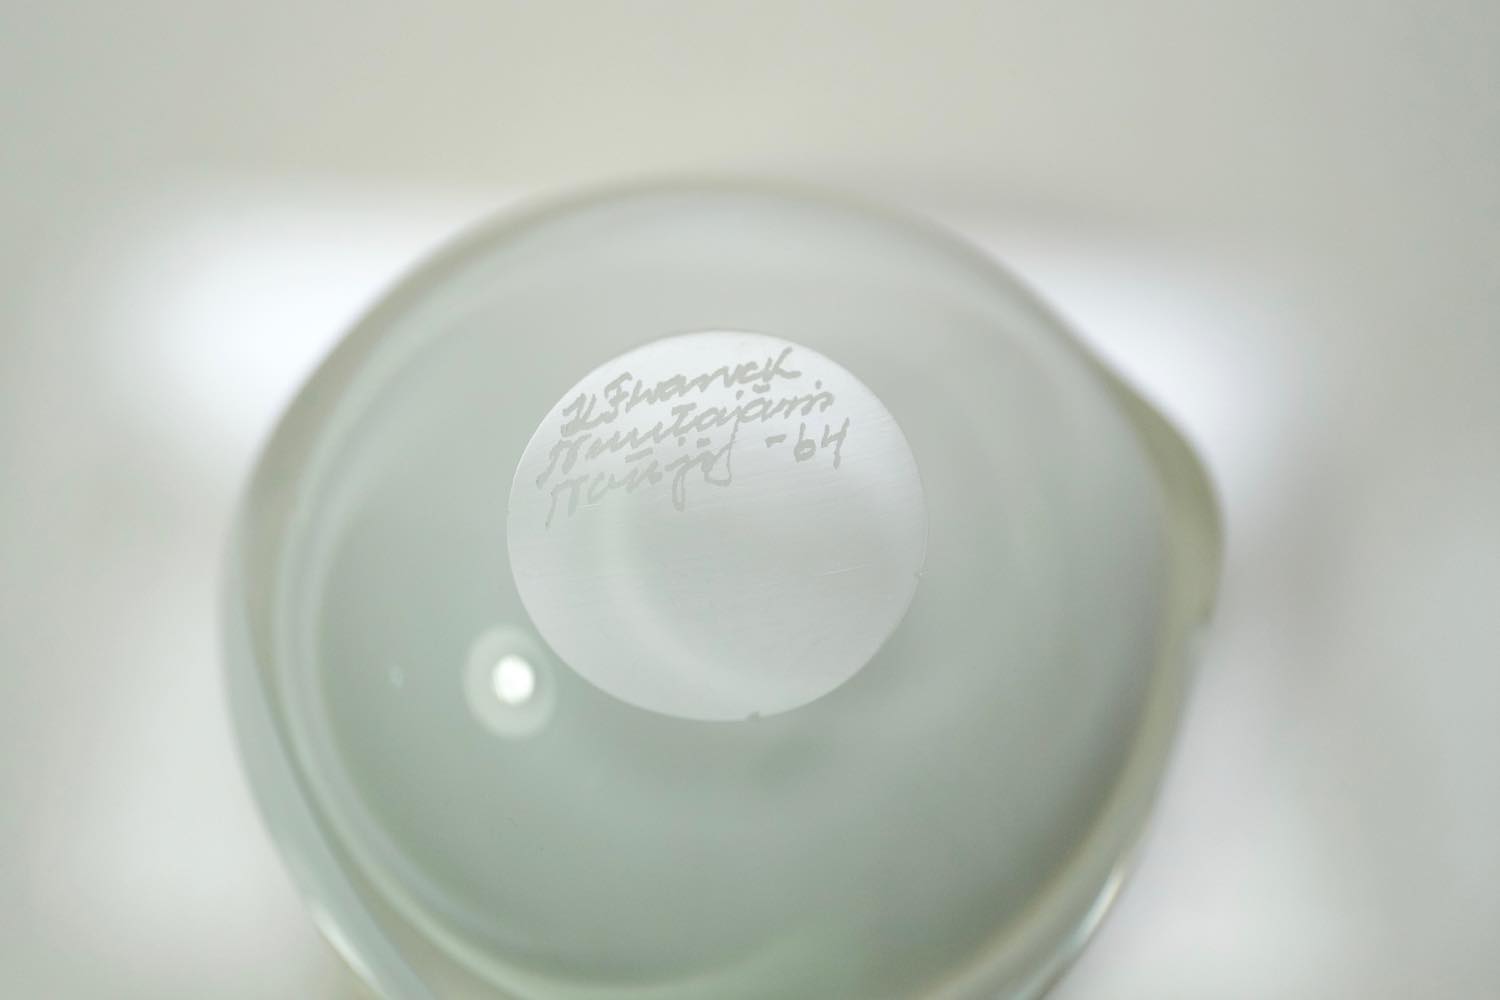 K Franck
Nuutajärvi
Notsjö -64